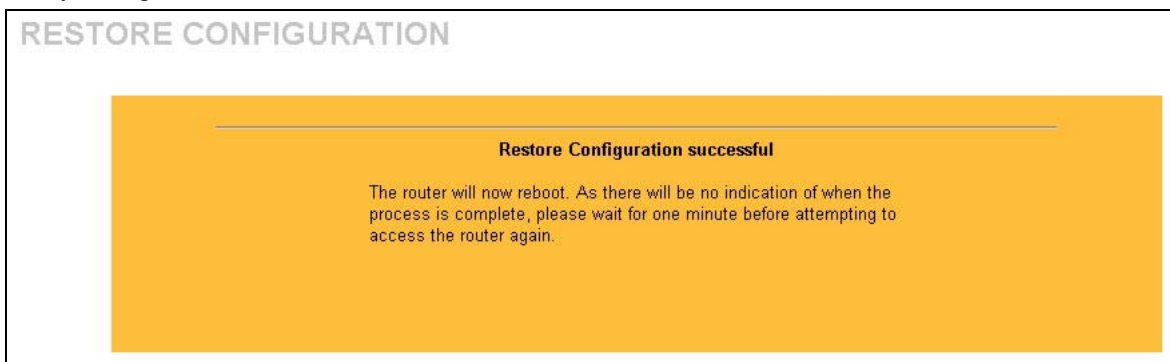 RESTORE CONFIGURATION
Restore Configuration successful
The router will now reboot. As there will be no indication of when the
process is complete, please wait for one minute before attempting to
access the router again.